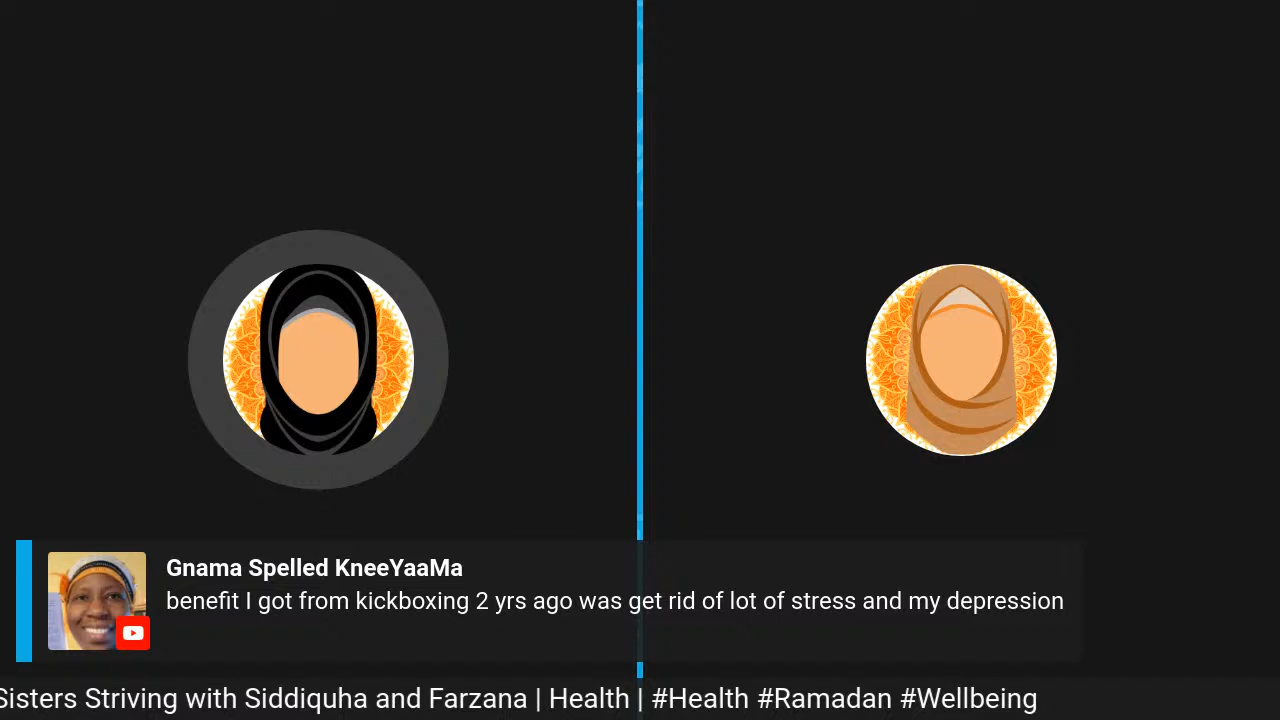 Gnama Spelled KneeYaaMa
benefit I got from kickboxing 2 yrs ago was get rid of lot of stress and my depression
Sisters Striving with Siddiquha and Farzana | Health | #Health #Ramadan #Wellbeing